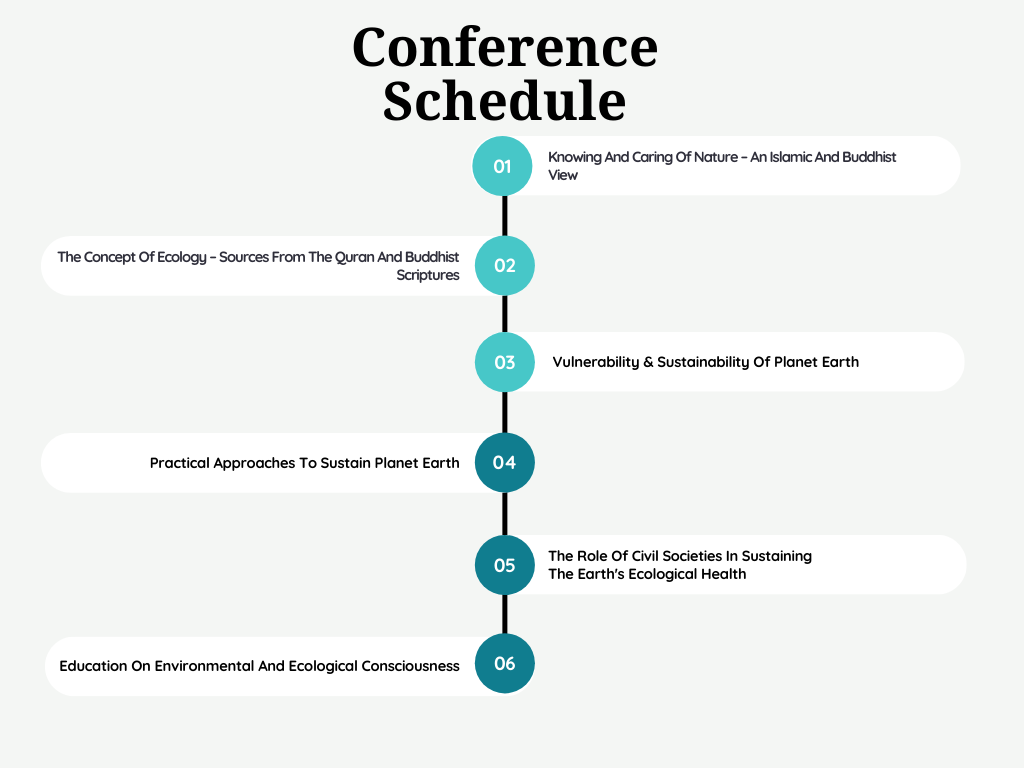 Conference
Schedule
01
Knowing And Caring Of Nature – An Islamic And Buddhist
View
The Concept Of Ecology – Sources From The Quran And Buddhist
Scriptures
02
03
Vulnerability & Sustainability Of Planet Earth
Practical Approaches To Sustain Planet Earth
04
05
The Role Of Civil Societies In Sustaining
The Earth's Ecological Health
Education On Environmental And Ecological Consciousness
06